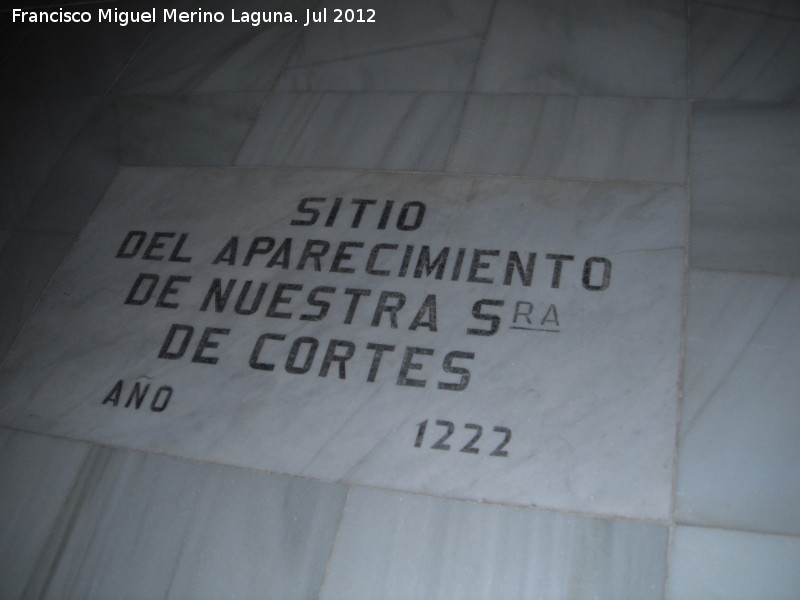 Francisco Miguel Merino Laguna. Jul 2012
SITIO
DEL APARECIMIENTO
DE NUESTRA SRA
DE CORTES
AÑO 1222